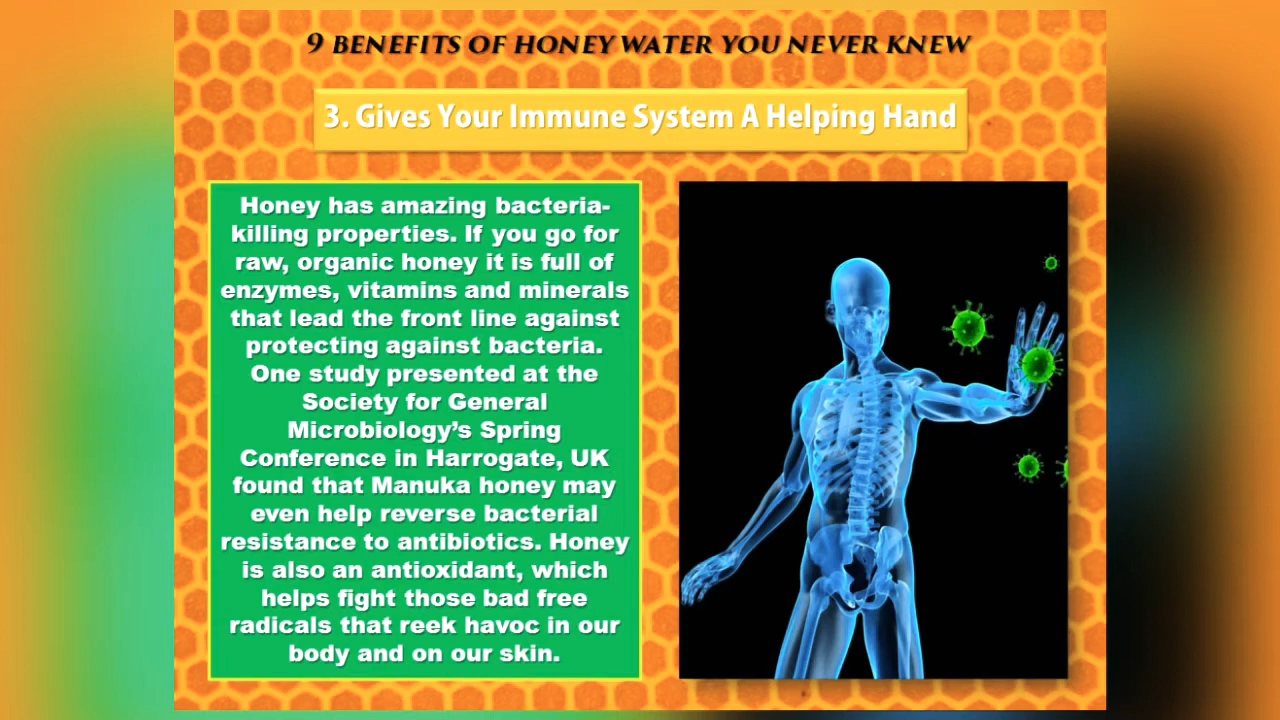 9 BENEFITS OF HONEY WATER YOU NEVER KNEW
3. Gives Your Immune System A Helping Hand
Honey has amazing bacteria-
killing properties. If you go for
raw, organic honey it is full of
enzymes, vitamins and minerals
that lead the front line against
protecting against bacteria.
One study presented at the
Society for General
Microbiology’s Spring
Conference in Harrogate, UK
found that Manuka honey may
even help reverse bacterial
resistance to antibiotics. Honey
is also an antioxidant, which
helps fight those bad free
radicals that reek havoc in our
body and on our skin.